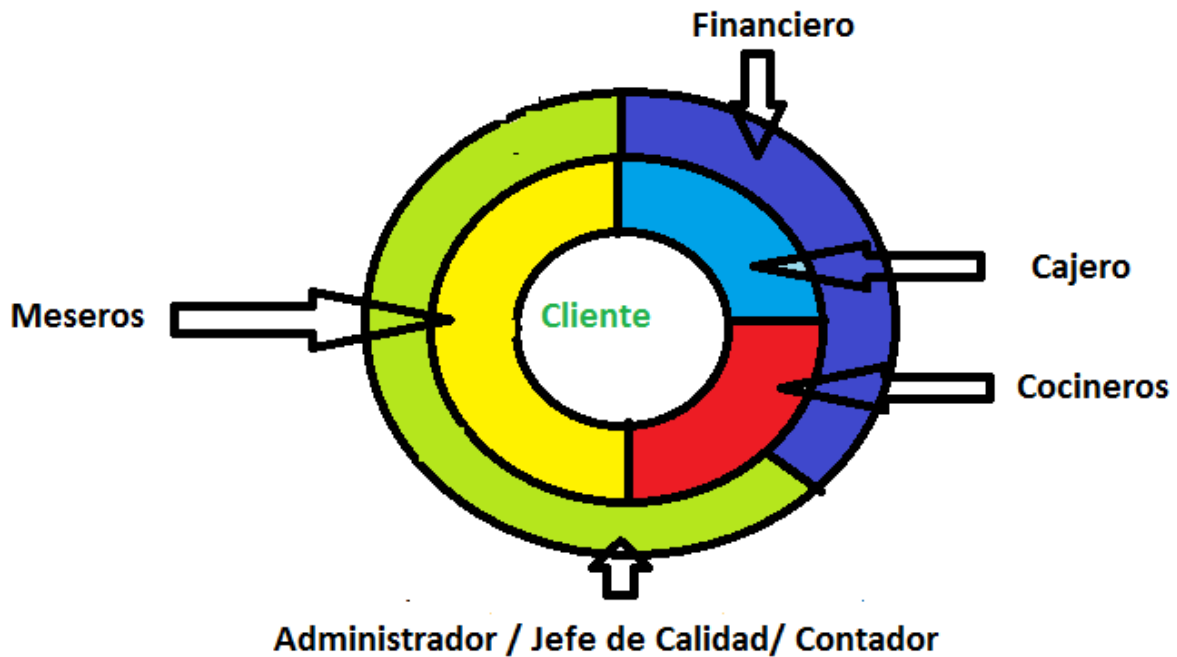 Financiero
Cajero
Meseros
Cliente
Cocineros
Administrador / Jefe de Calidad/ Contador